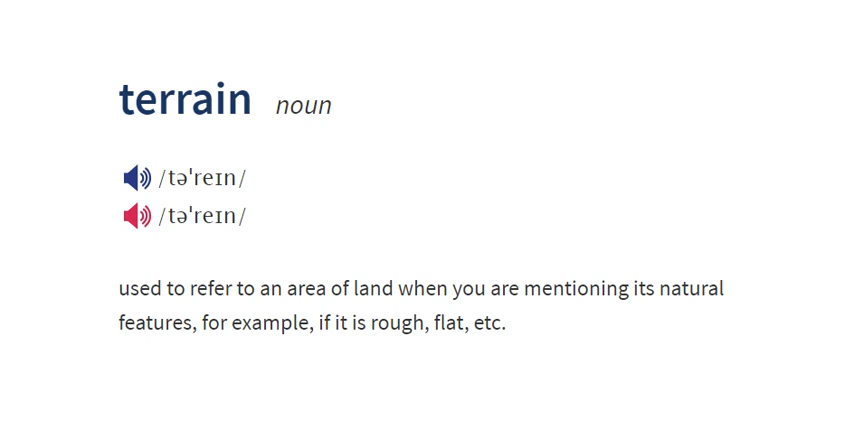 terrain noun
/təˈreɪn/
/təˈreɪn/
used to refer to an area of land when you are mentioning its natural
features, for example, if it is rough, flat, etc.